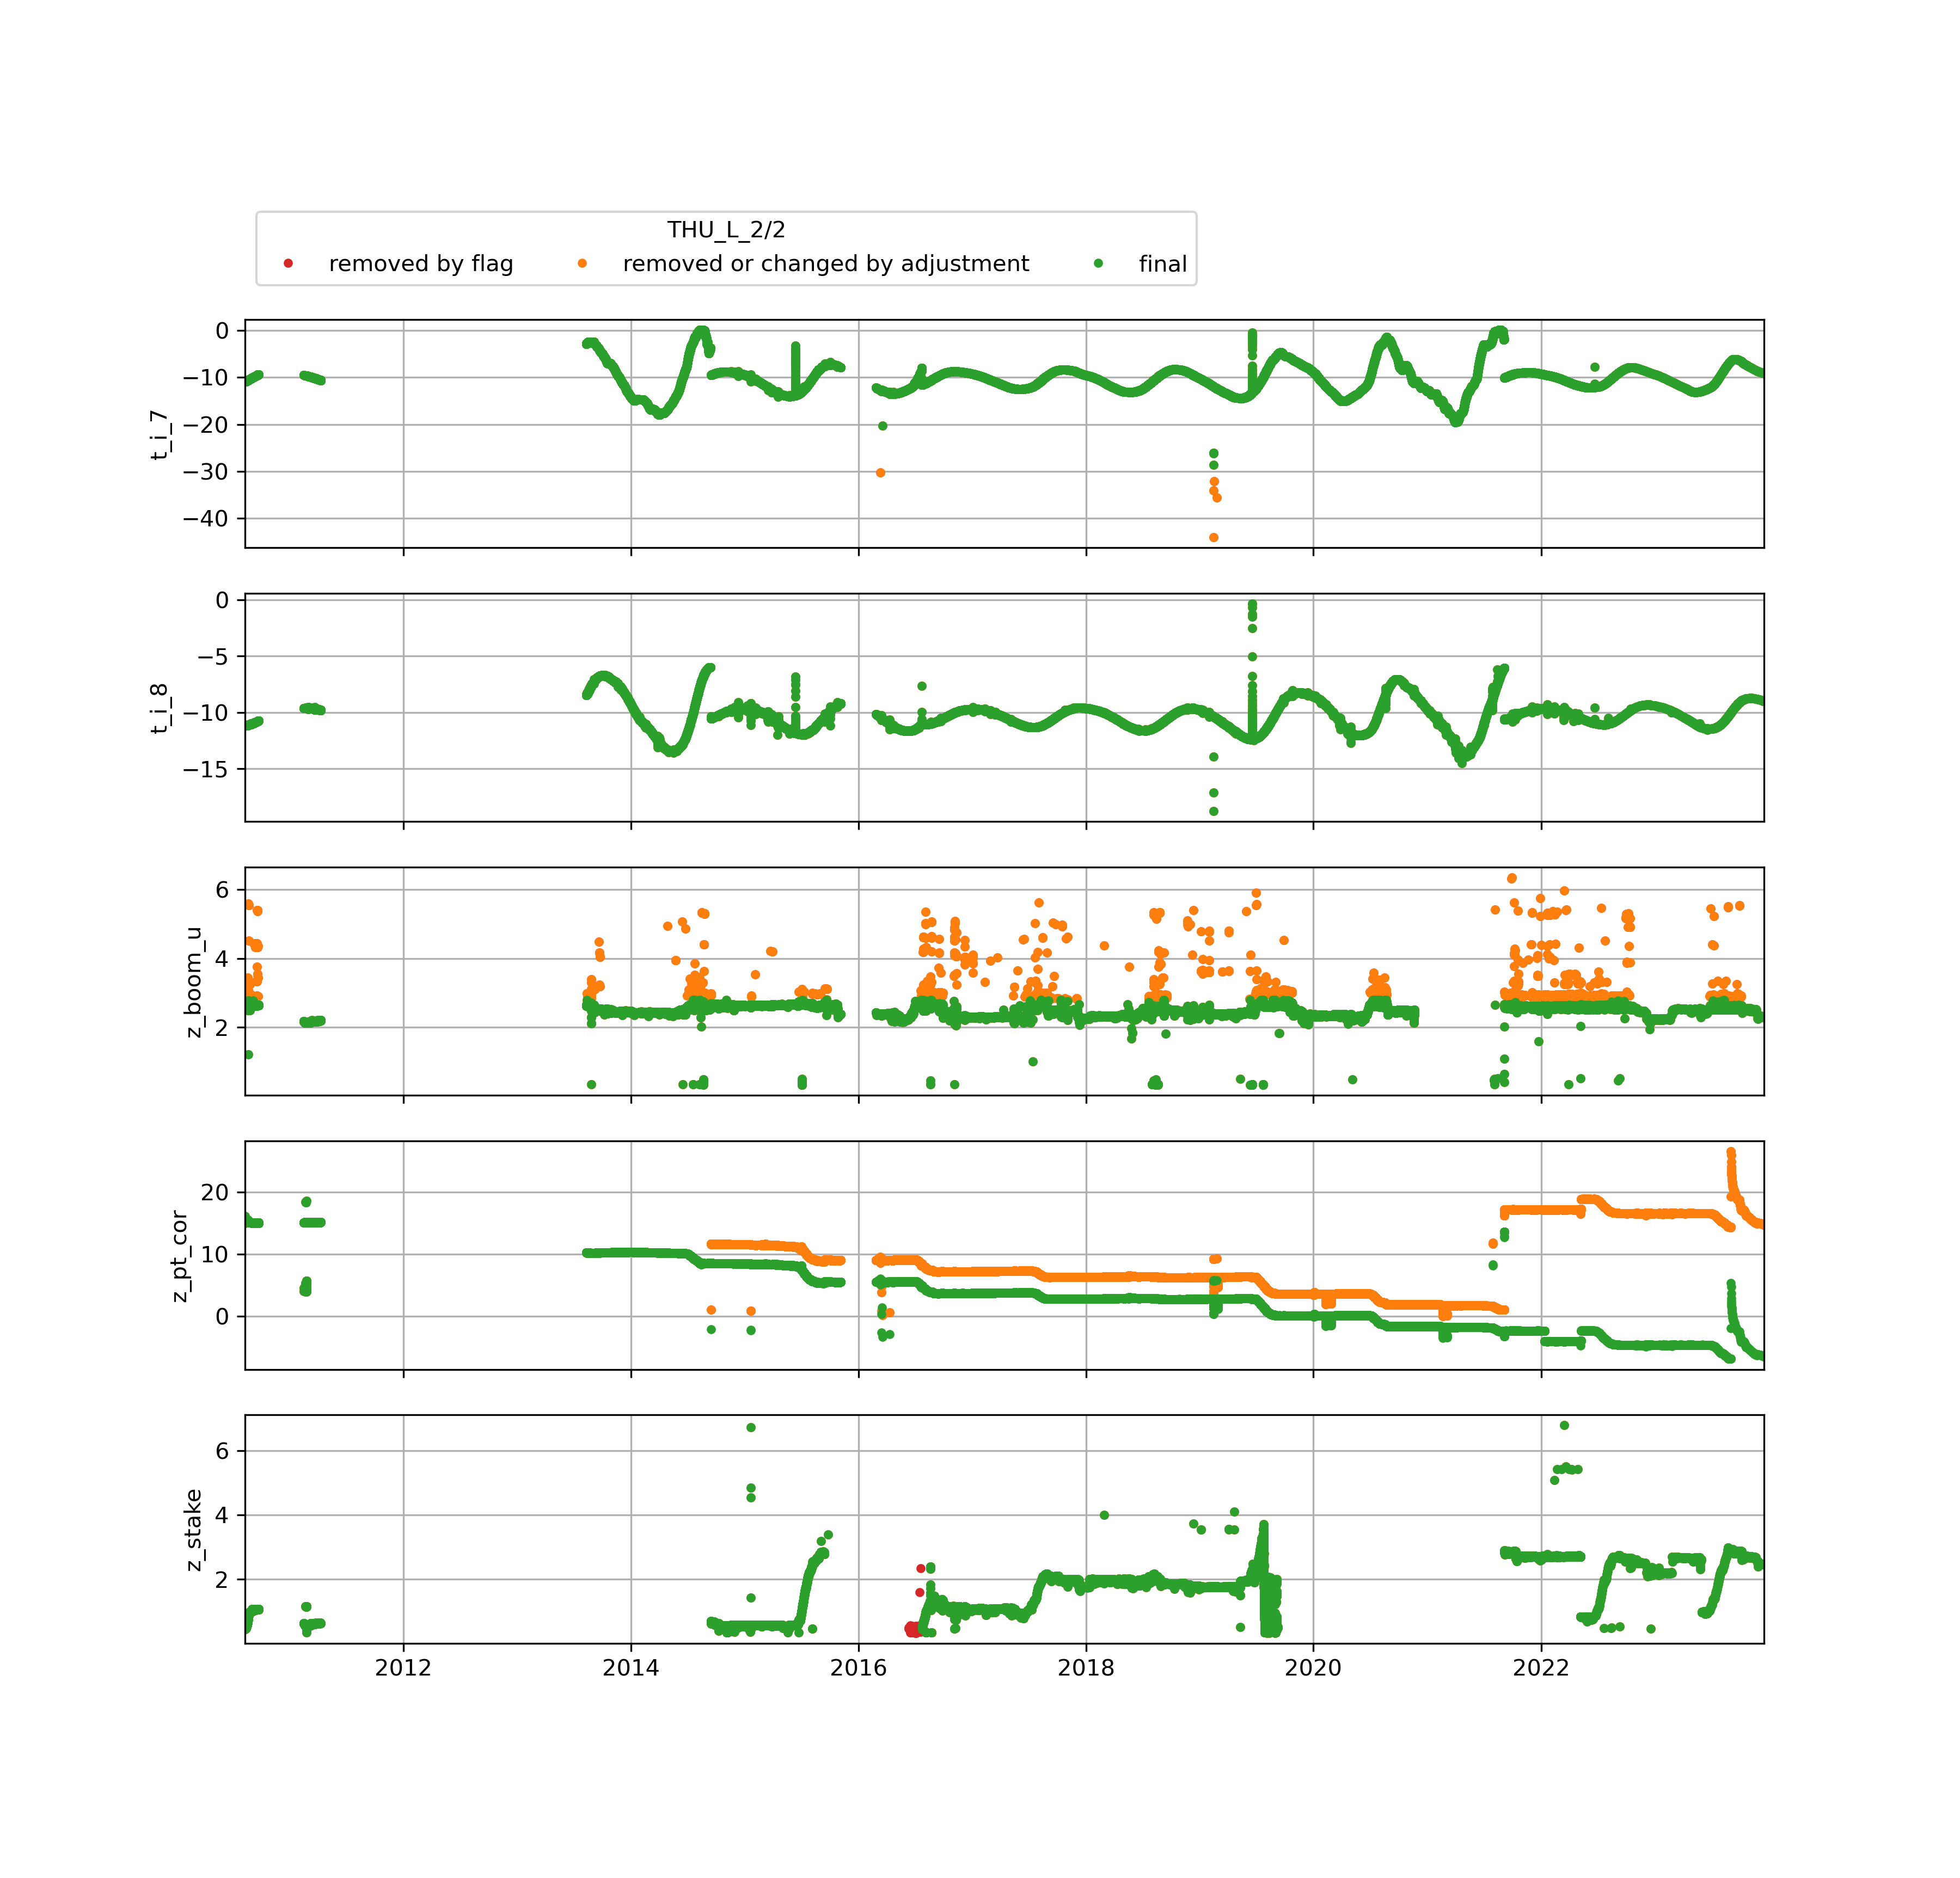 THU_L_2/2
removed by flag
removed or changed by adjustment
final
0
−10
−20
−30
−40
t_i_7
0
−5
−10
−15
t_i_8
6
4
2
z_boom_u
20
10
0
z_pt_cor
6
4
2
z_stake
2012
2014
2016
2018
2020
2022